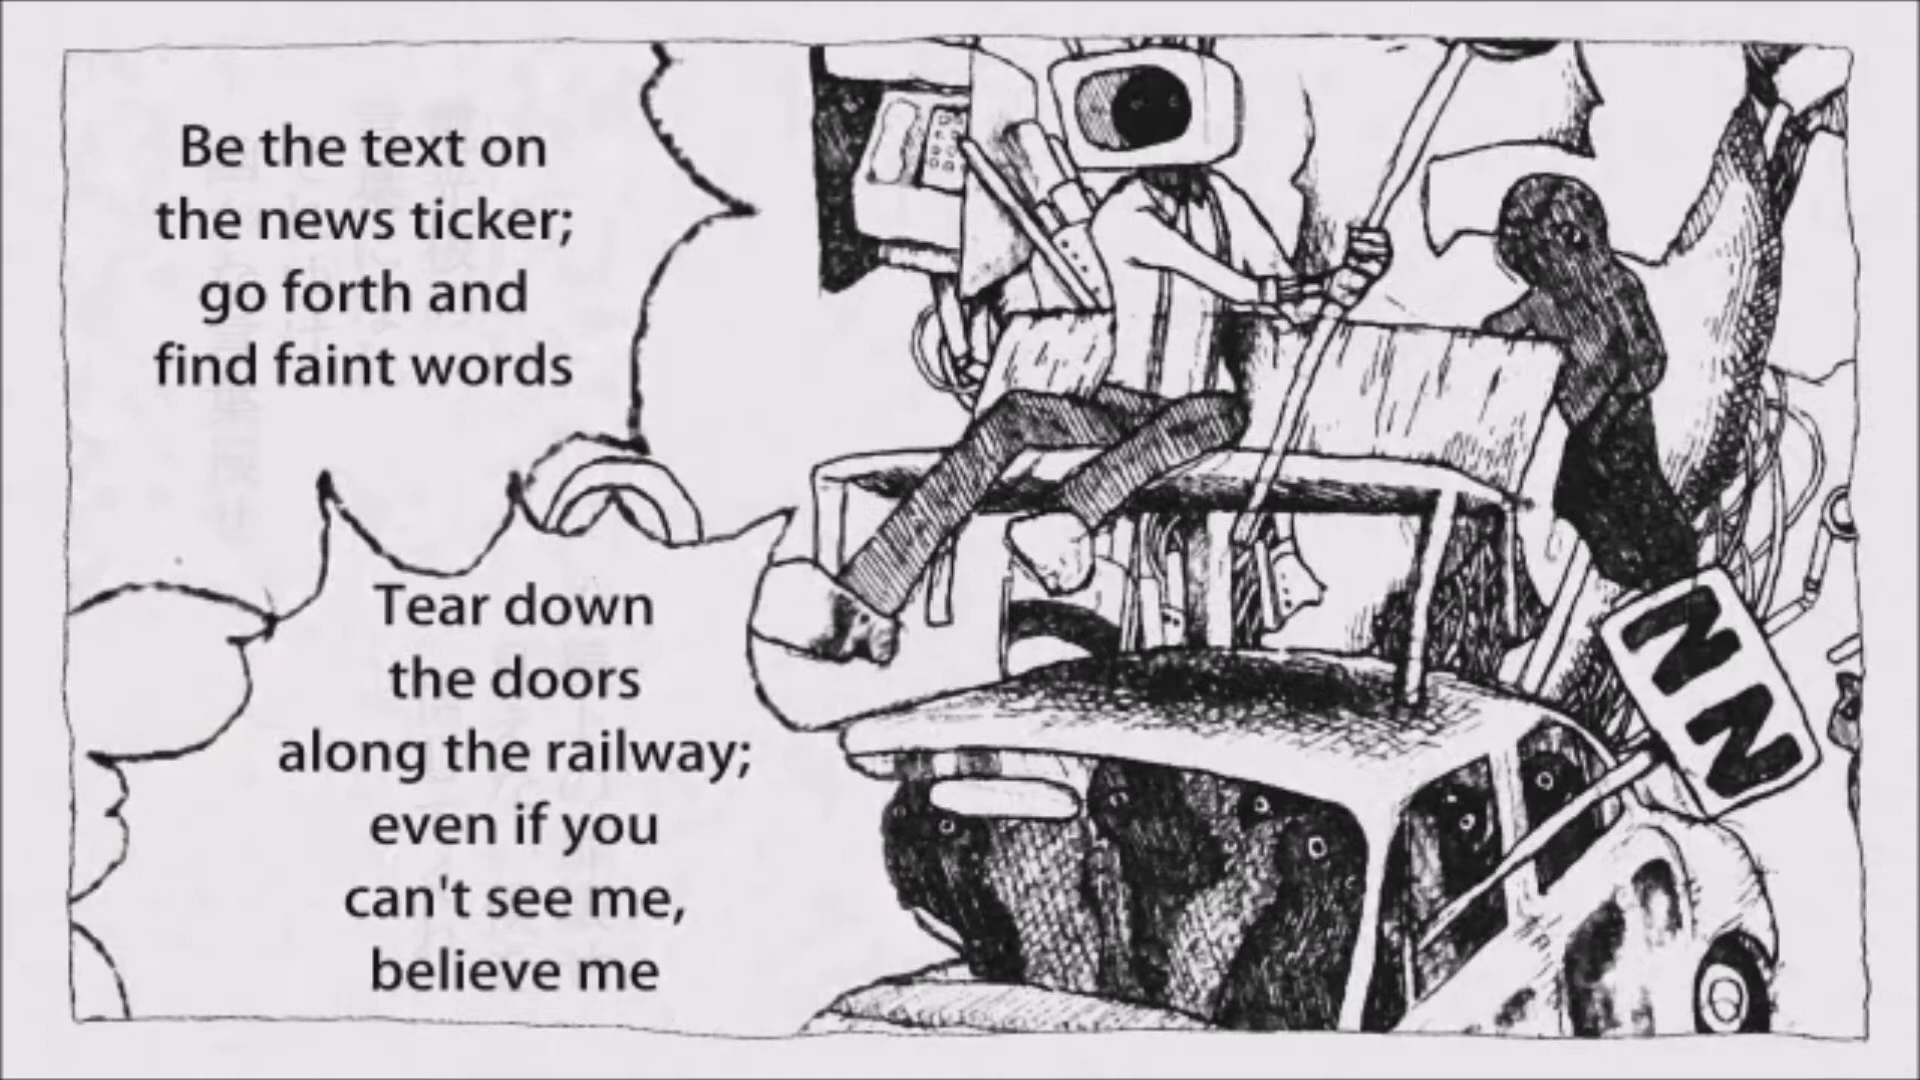 Be the text on
the news ticker;
go forth and
find faint words
Tear down
the doors
along the railway;
even if you
can't see me,
believe me
NN